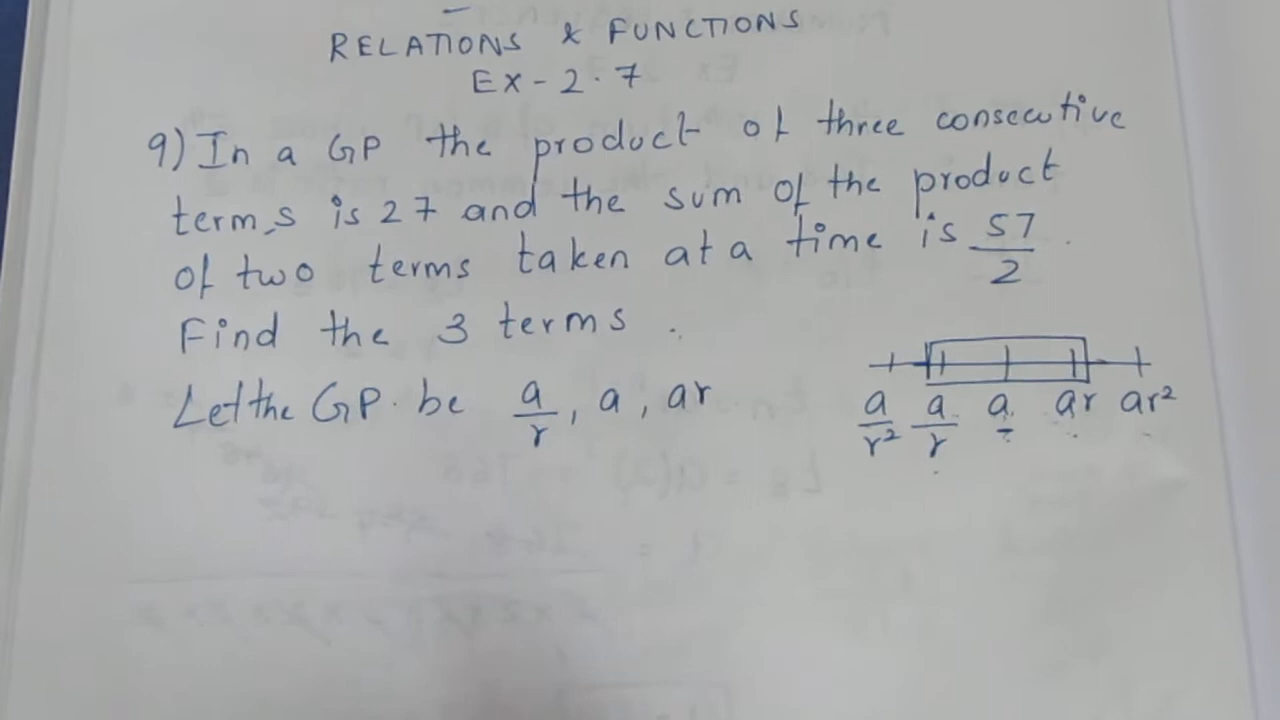 RELATIONS & FUNCTIONS
Ex - 2.7
9) In a GP the product of three consecutive
terms is 27 and the sum of the product
of two terms taken at a time is 57/2.
Find the 3 terms.
Let the GP. be a/r, a, ar
a/r² a/r a ar ar²